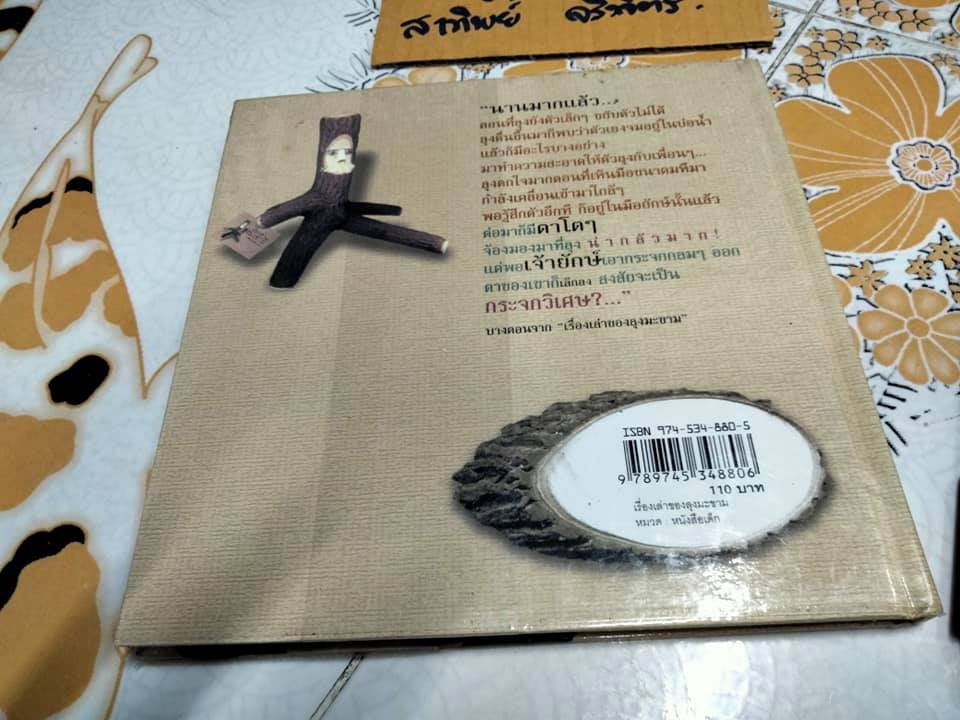 สาทิพย์
"นานมากแล้ว...
ตอนที่ลุงยังตัวเล็กๆ ขยับตัวไม่ได้
ลุงตื่นขึ้นมาก็พบว่าตัวเองจมอยู่ในบ่อน้ำ
แล้วก็มีอะไรบางอย่าง
มาทำความสะอาดให้ตัวลุงกับเพื่อนๆ...
ลุงตกใจมากตอนที่เห็นมือขนาดมหึมา
กำลังเคลื่อนเข้ามาใกล้ๆ
พอรู้สึกตัวอีกที ก็อยู่ในมือยักษ์นั้นแล้ว
ต่อมาก็มีตาโตๆ
จ้องมองมาที่ลุง น่ากลัวมาก!
แต่พอเจ้ายักษ์เอากระจกกลมๆ ออก
ตาของเขาก็เล็กลง สงสัยจะเป็น
กระจกวิเศษ?..."
บางตอนจาก "เรื่องเล่าของลุงมะขาม"
ISBN 974-534-880-5
9 789745 348806
110 บาท
เรื่องเล่าของลุงมะขาม
หมวด : หนังสือเด็ก